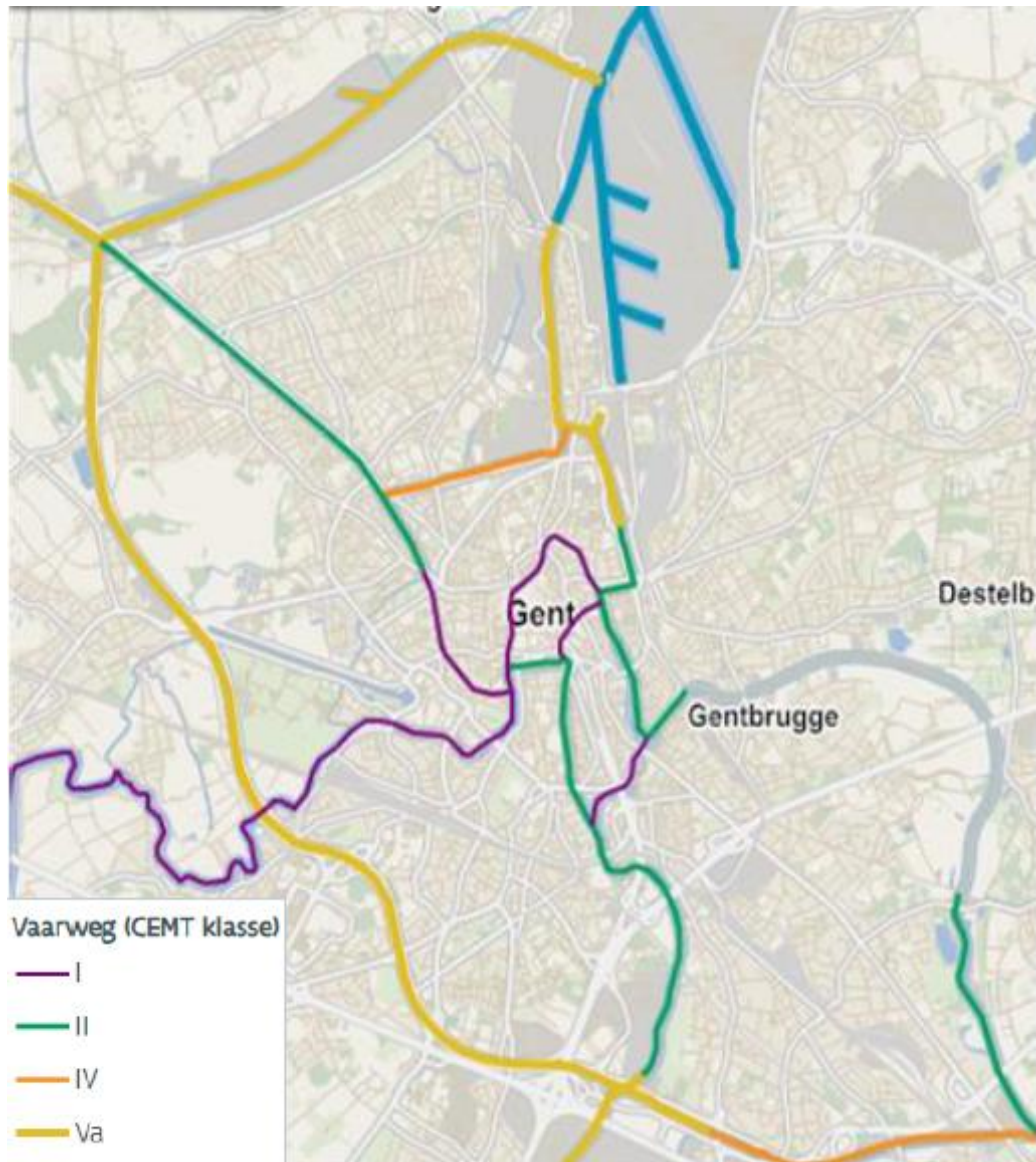 Gent
Destelb
Gentbrugge
Vaarweg (CEMT klasse)
I
II
IV
Va